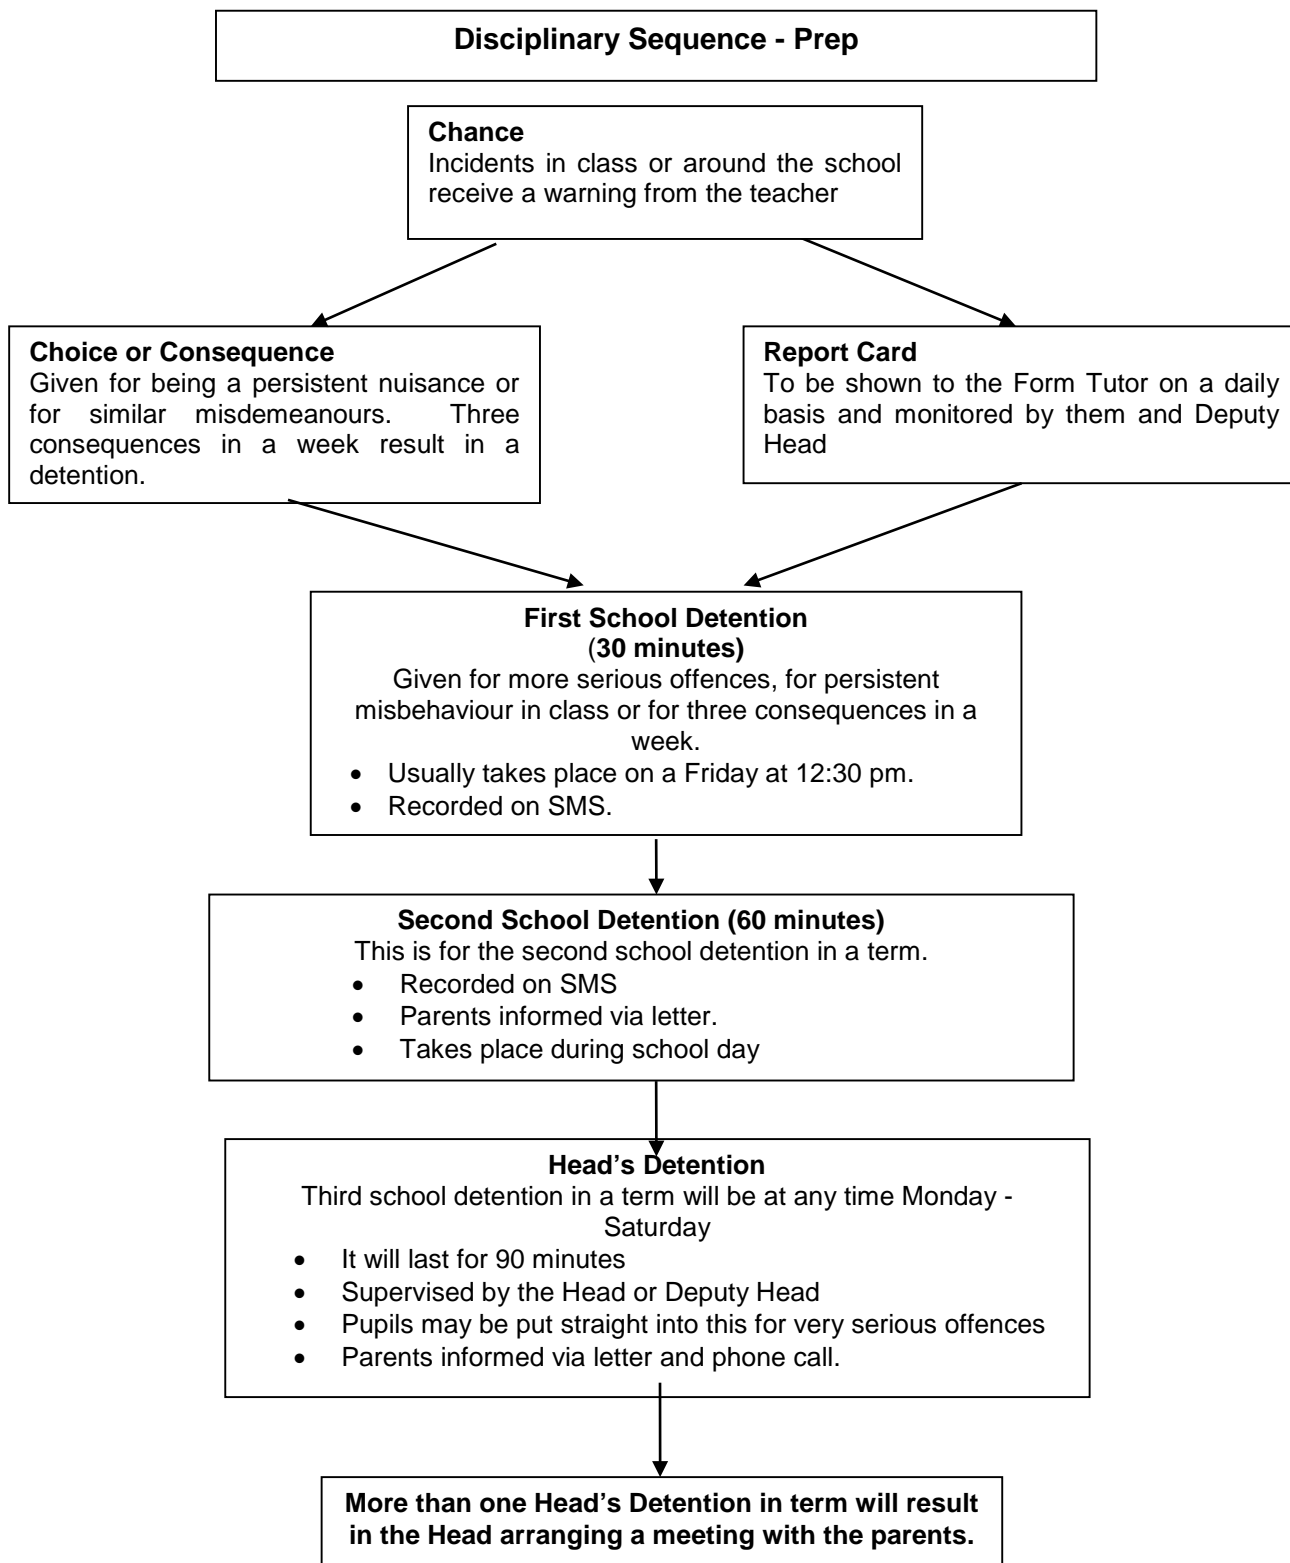 Disciplinary Sequence - Prep
Chance
Incidents in class or around the school
receive a warning from the teacher
Choice or Consequence
Given for being a persistent nuisance or
for similar misdemeanours. Three
consequences in a week result in a
detention.
Report Card
To be shown to the Form Tutor on a daily
basis and monitored by them and Deputy
Head
First School Detention
(30 minutes)
Given for more serious offences, for persistent
misbehaviour in class or for three consequences in a
week.
• Usually takes place on a Friday at 12:30 pm.
• Recorded on SMS.
Second School Detention (60 minutes)
This is for the second school detention in a term.
• Recorded on SMS
• Parents informed via letter.
• Takes place during school day
Head’s Detention
Third school detention in a term will be at any time Monday -
Saturday
• It will last for 90 minutes
• Supervised by the Head or Deputy Head
• Pupils may be put straight into this for very serious offences
• Parents informed via letter and phone call.
More than one Head’s Detention in term will result
in the Head arranging a meeting with the parents.